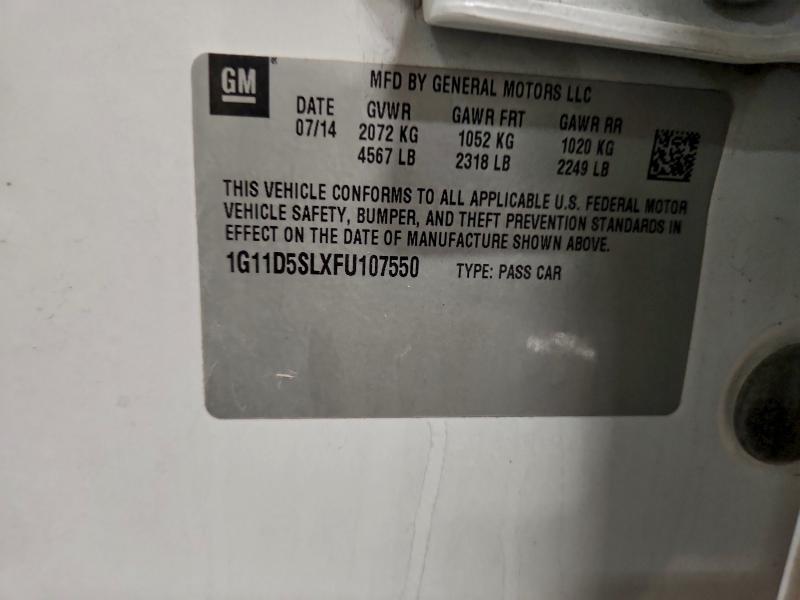 GM
MFD BY GENERAL MOTORS LLC
DATE GVWR GAWR FRT GAWR RR
07/14 2072 KG 1052 KG 1020 KG
4567 LB 2318 LB 2249 LB
THIS VEHICLE CONFORMS TO ALL APPLICABLE U.S. FEDERAL MOTOR
VEHICLE SAFETY, BUMPER, AND THEFT PREVENTION STANDARDS IN
EFFECT ON THE DATE OF MANUFACTURE SHOWN ABOVE.
1G11D5SLXFU107550 TYPE: PASS CAR